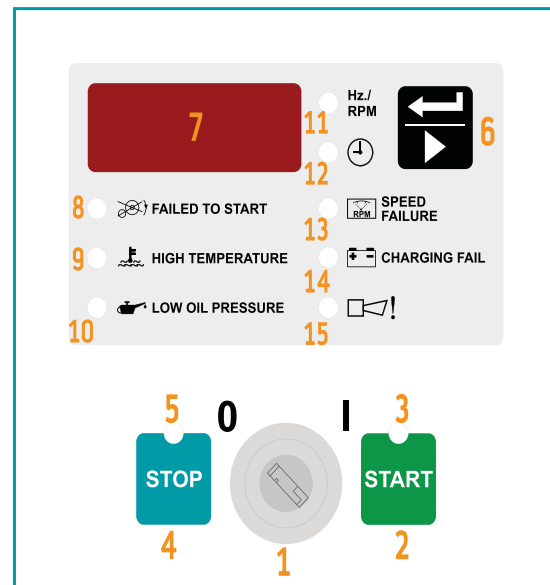 7
11
Hz./
RPM
6
12
8
FAILED TO START
RPM
SPEED
FAILURE
13
9
HIGH TEMPERATURE
CHARGING FAIL
14
10
LOW OIL PRESSURE
!
15
5
O
I
3
STOP
START
4
1
2